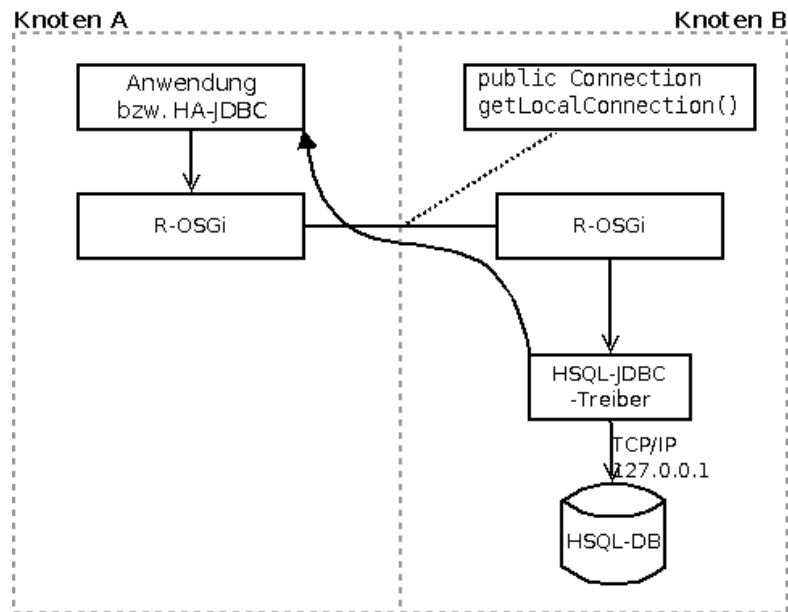 Knoten A
Knoten B
Anwendung
bzw. HA-JDBC
public Connection
getLocalConnection()
R-OSGi
R-OSGi
HSQL-JDBC
-Treiber
TCP/IP
127.0.0.1
HSQL-DB